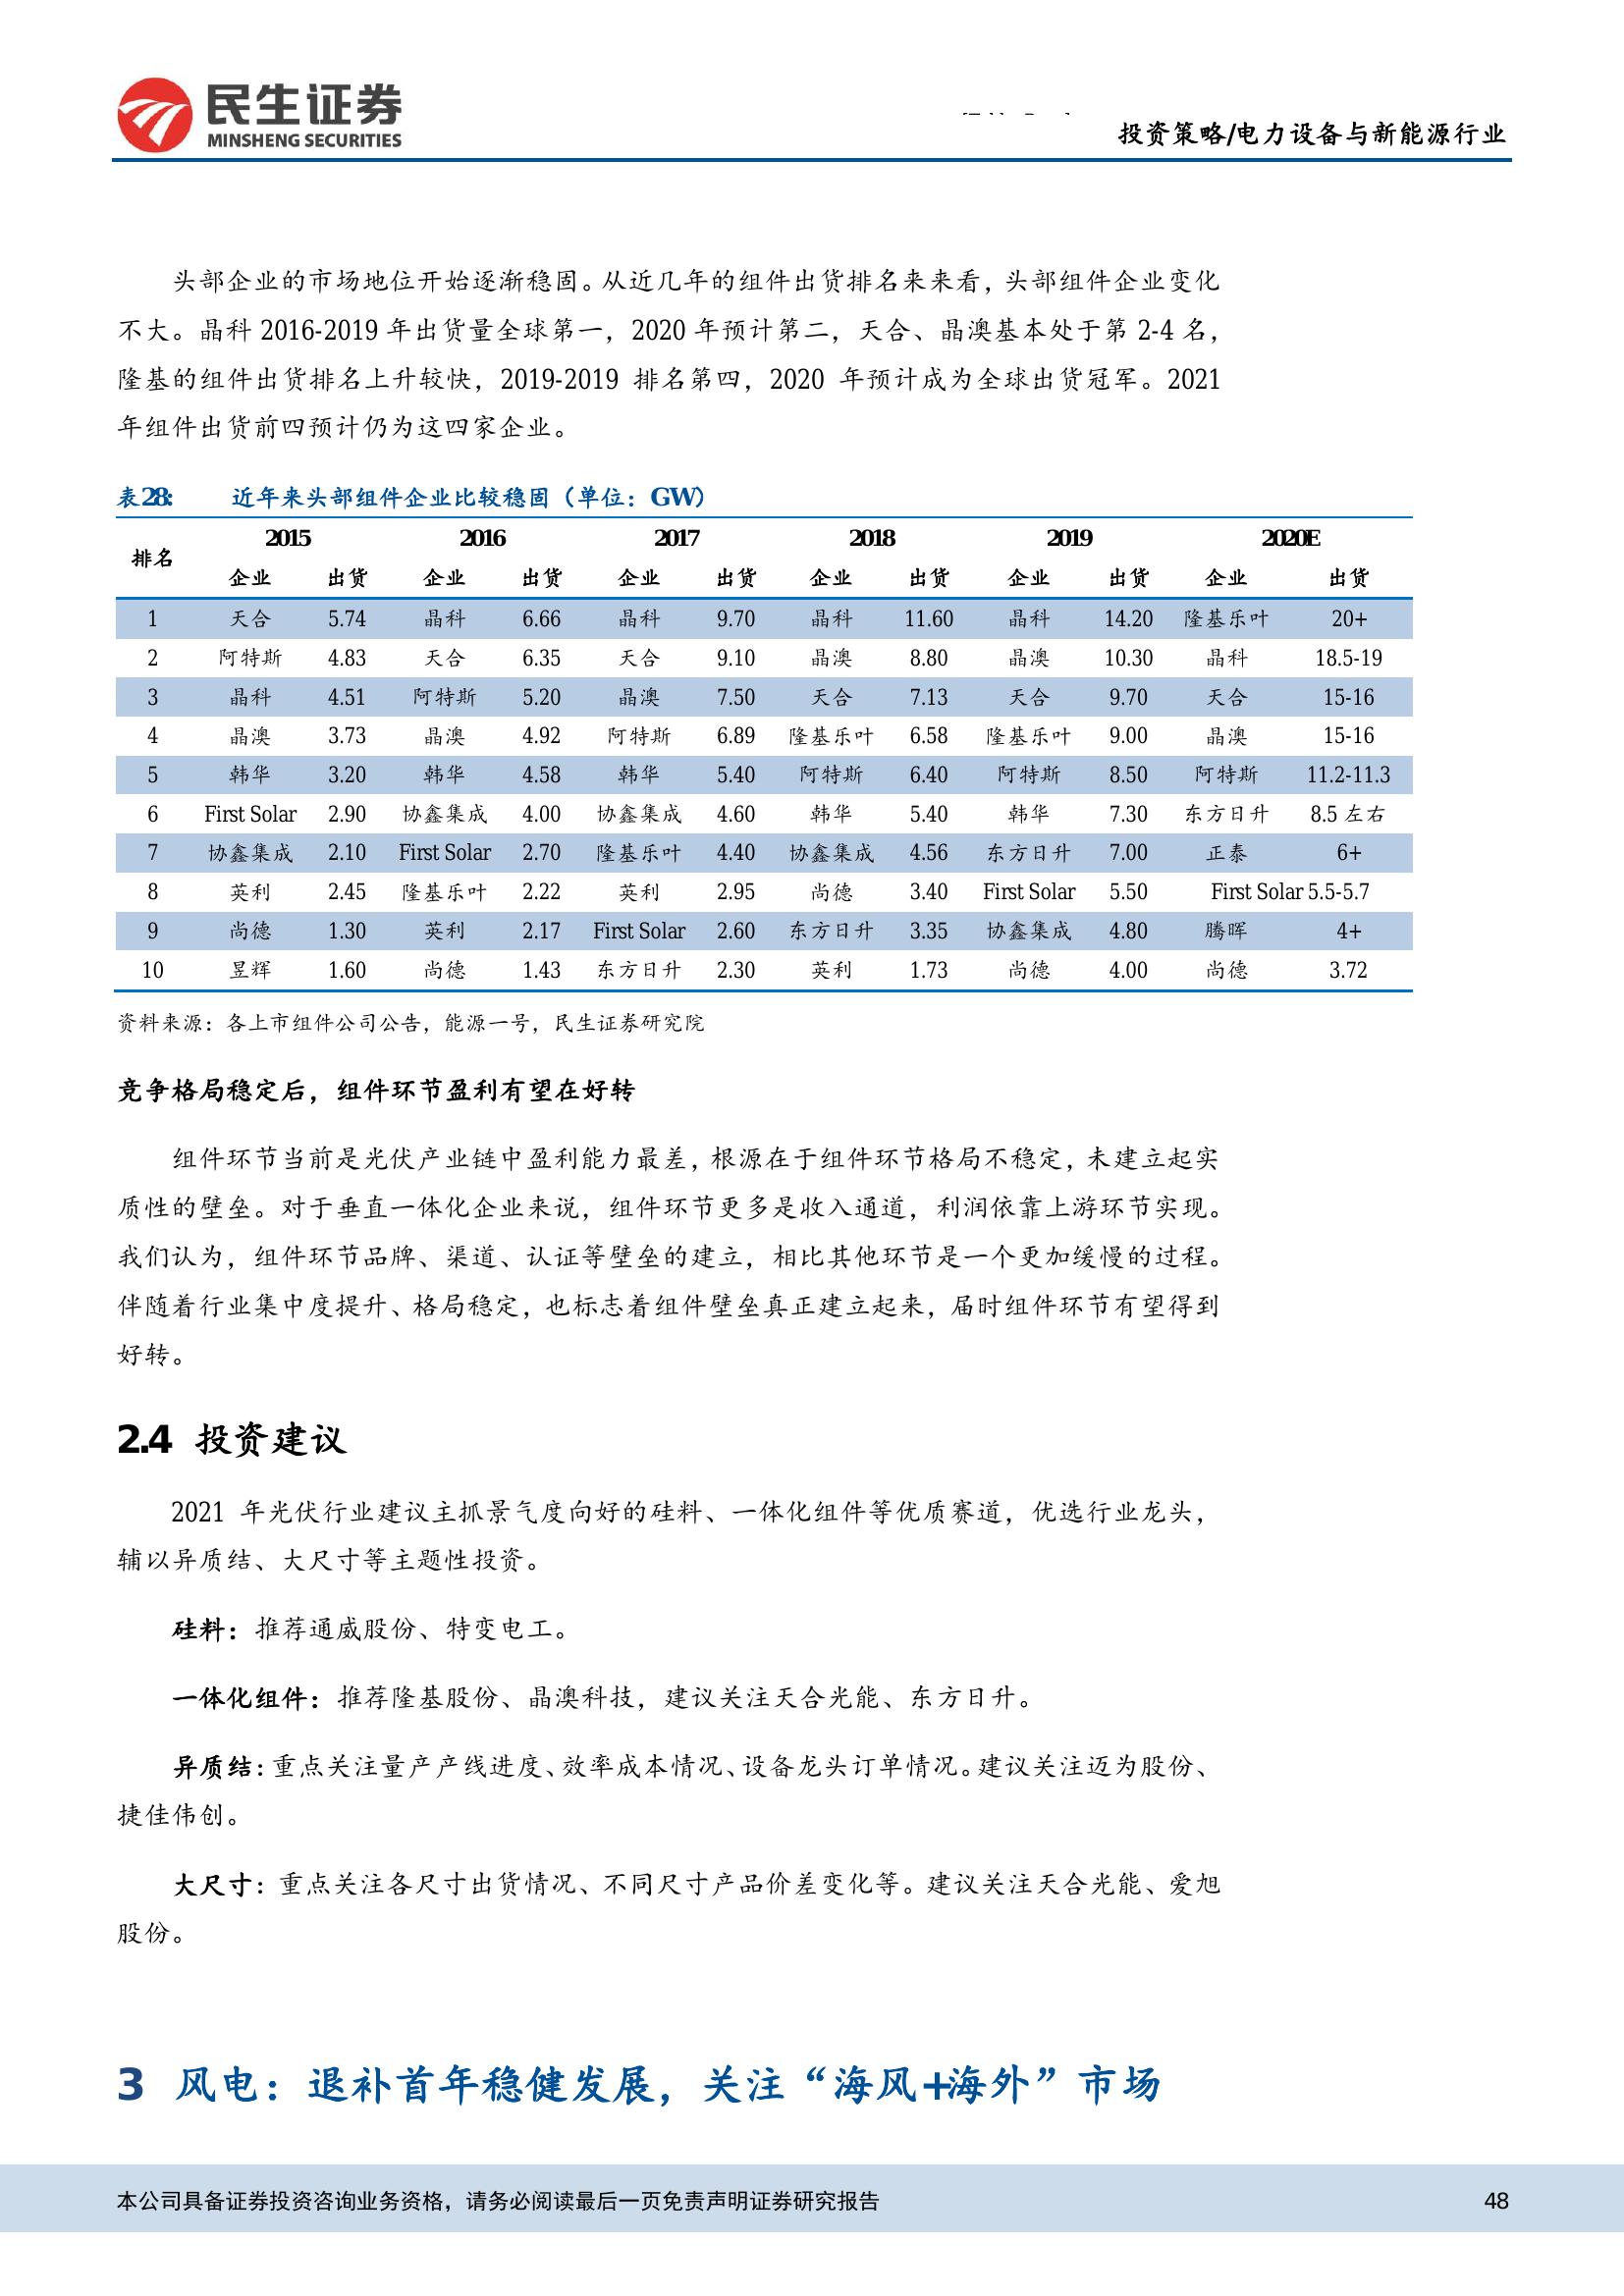 民生证券
MINSHENG SECURITIES
投资策略/电力设备与新能源行业
头部企业的市场地位开始逐渐稳固。从近几年的组件出货排名来来看，头部组件企业变化
不大。晶科 2016-2019 年出货量全球第一，2020 年预计第二，天合、晶澳基本处于第 2-4 名，
隆基的组件出货排名上升较快，2019-2019 排名第四，2020 年预计成为全球出货冠军。2021
年组件出货前四预计仍为这四家企业。
表28: 近年来头部组件企业比较稳固（单位：GW）
排名 2015 2016 2017 2018 2019 2020E
企业 出货 企业 出货 企业 出货 企业 出货 企业 出货 企业 出货
1 天合 5.74 晶科 6.66 晶科 9.70 晶科 11.60 晶科 14.20 隆基乐叶 20+
2 阿特斯 4.83 天合 6.35 天合 9.10 晶澳 8.80 晶澳 10.30 晶科 18.5-19
3 晶科 4.51 阿特斯 5.20 晶澳 7.50 天合 7.13 天合 9.70 天合 15-16
4 晶澳 3.73 晶澳 4.92 阿特斯 6.89 隆基乐叶 6.58 隆基乐叶 9.00 晶澳 15-16
5 韩华 3.20 韩华 4.58 韩华 5.40 阿特斯 6.40 阿特斯 8.50 阿特斯 11.2-11.3
6 First Solar 2.90 协鑫集成 4.00 协鑫集成 4.60 韩华 5.40 韩华 7.30 东方日升 8.5 左右
7 协鑫集成 2.10 First Solar 2.70 隆基乐叶 4.40 协鑫集成 4.56 东方日升 7.00 正泰 6+
8 英利 2.45 隆基乐叶 2.22 英利 2.95 尚德 3.40 First Solar 5.50 First Solar 5.5-5.7
9 尚德 1.30 英利 2.17 First Solar 2.60 东方日升 3.35 协鑫集成 4.80 腾晖 4+
10 昱辉 1.60 尚德 1.43 东方日升 2.30 英利 1.73 尚德 4.00 尚德 3.72
资料来源：各上市组件公司公告，能源一号，民生证券研究院
竞争格局稳定后，组件环节盈利有望在好转
组件环节当前是光伏产业链中盈利能力最差，根源在于组件环节格局不稳定，未建立起实
质性的壁垒。对于垂直一体化企业来说，组件环节更多是收入通道，利润依靠上游环节实现。
我们认为，组件环节品牌、渠道、认证等壁垒的建立，相比其他环节是一个更加缓慢的过程。
伴随着行业集中度提升、格局稳定，也标志着组件壁垒真正建立起来，届时组件环节有望得到
好转。
2.4 投资建议
2021 年光伏行业建议主抓景气度向好的硅料、一体化组件等优质赛道，优选行业龙头，
辅以异质结、大尺寸等主题性投资。
硅料：推荐通威股份、特变电工。
一体化组件：推荐隆基股份、晶澳科技，建议关注天合光能、东方日升。
异质结：重点关注量产产线进度、效率成本情况、设备龙头订单情况。建议关注迈为股份、
捷佳伟创。
大尺寸：重点关注各尺寸出货情况、不同尺寸产品价差变化等。建议关注天合光能、爱旭
股份。
3 风电：退补首年稳健发展，关注“海风+海外”市场
本公司具备证券投资咨询业务资格，请务必阅读最后一页免责声明证券研究报告 48